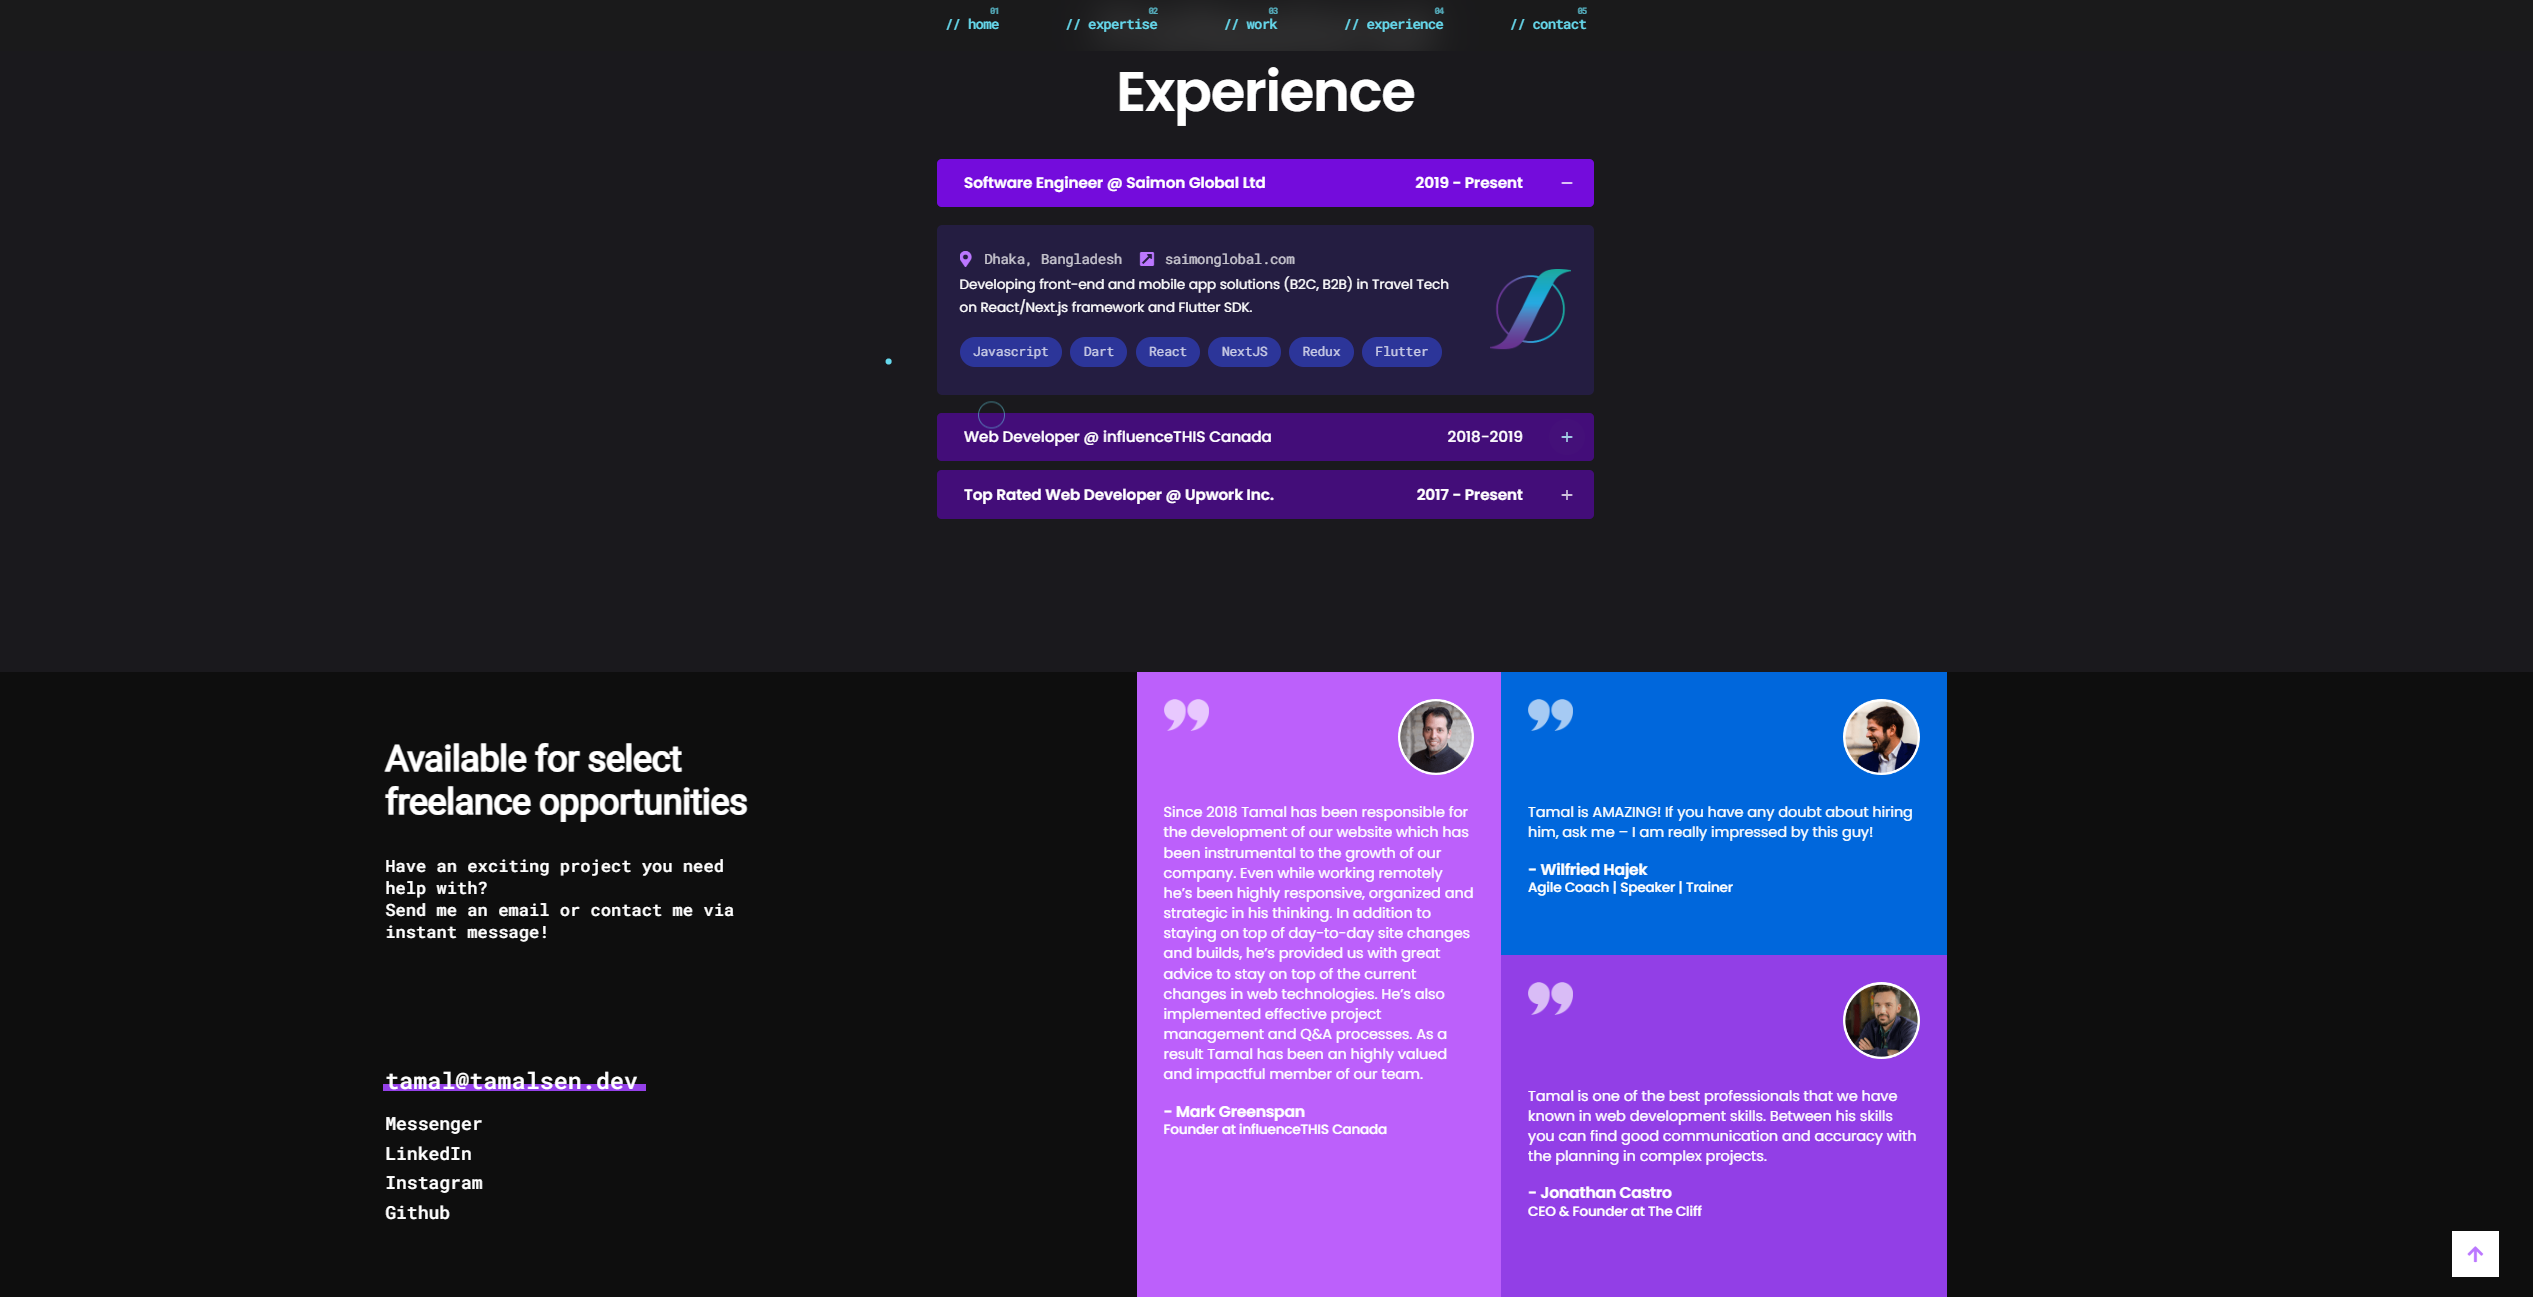 01
// home
02
// expertise
03
// work
04
// experience
05
// contact
Experience
Software Engineer @ Saimon Global Ltd 2019 - Present
Dhaka, Bangladesh saimonglobal.com
Developing front-end and mobile app solutions (B2C, B2B) in Travel Tech
on React/Next.js framework and Flutter SDK.
Javascript Dart React NextJS Redux Flutter
Web Developer @ influenceTHIS Canada 2018-2019
Top Rated Web Developer @ Upwork Inc. 2017 - Present
Available for select
freelance opportunities
Have an exciting project you need
help with?
Send me an email or contact me via
instant message!
tamal@tamalsen.dev
Messenger
LinkedIn
Instagram
Github
Since 2018 Tamal has been responsible for
the development of our website which has
been instrumental to the growth of our
company. Even while working remotely
he's been highly responsive, organized and
strategic in his thinking. In addition to
staying on top of day-to-day site changes
and builds, he's provided us with great
advice to stay on top of the current
changes in web technologies. He's also
implemented effective project
management and Q&A processes. As a
result Tamal has been an highly valued
and impactful member of our team.
- Mark Greenspan
Founder at influenceTHIS Canada
Tamal is AMAZING! If you have any doubt about hiring
him, ask me – I am really impressed by this guy!
- Wilfried Hajek
Agile Coach | Speaker | Trainer
Tamal is one of the best professionals that we have
known in web development skills. Between his skills
you can find good communication and accuracy with
the planning in complex projects.
- Jonathan Castro
CEO & Founder at The Cliff